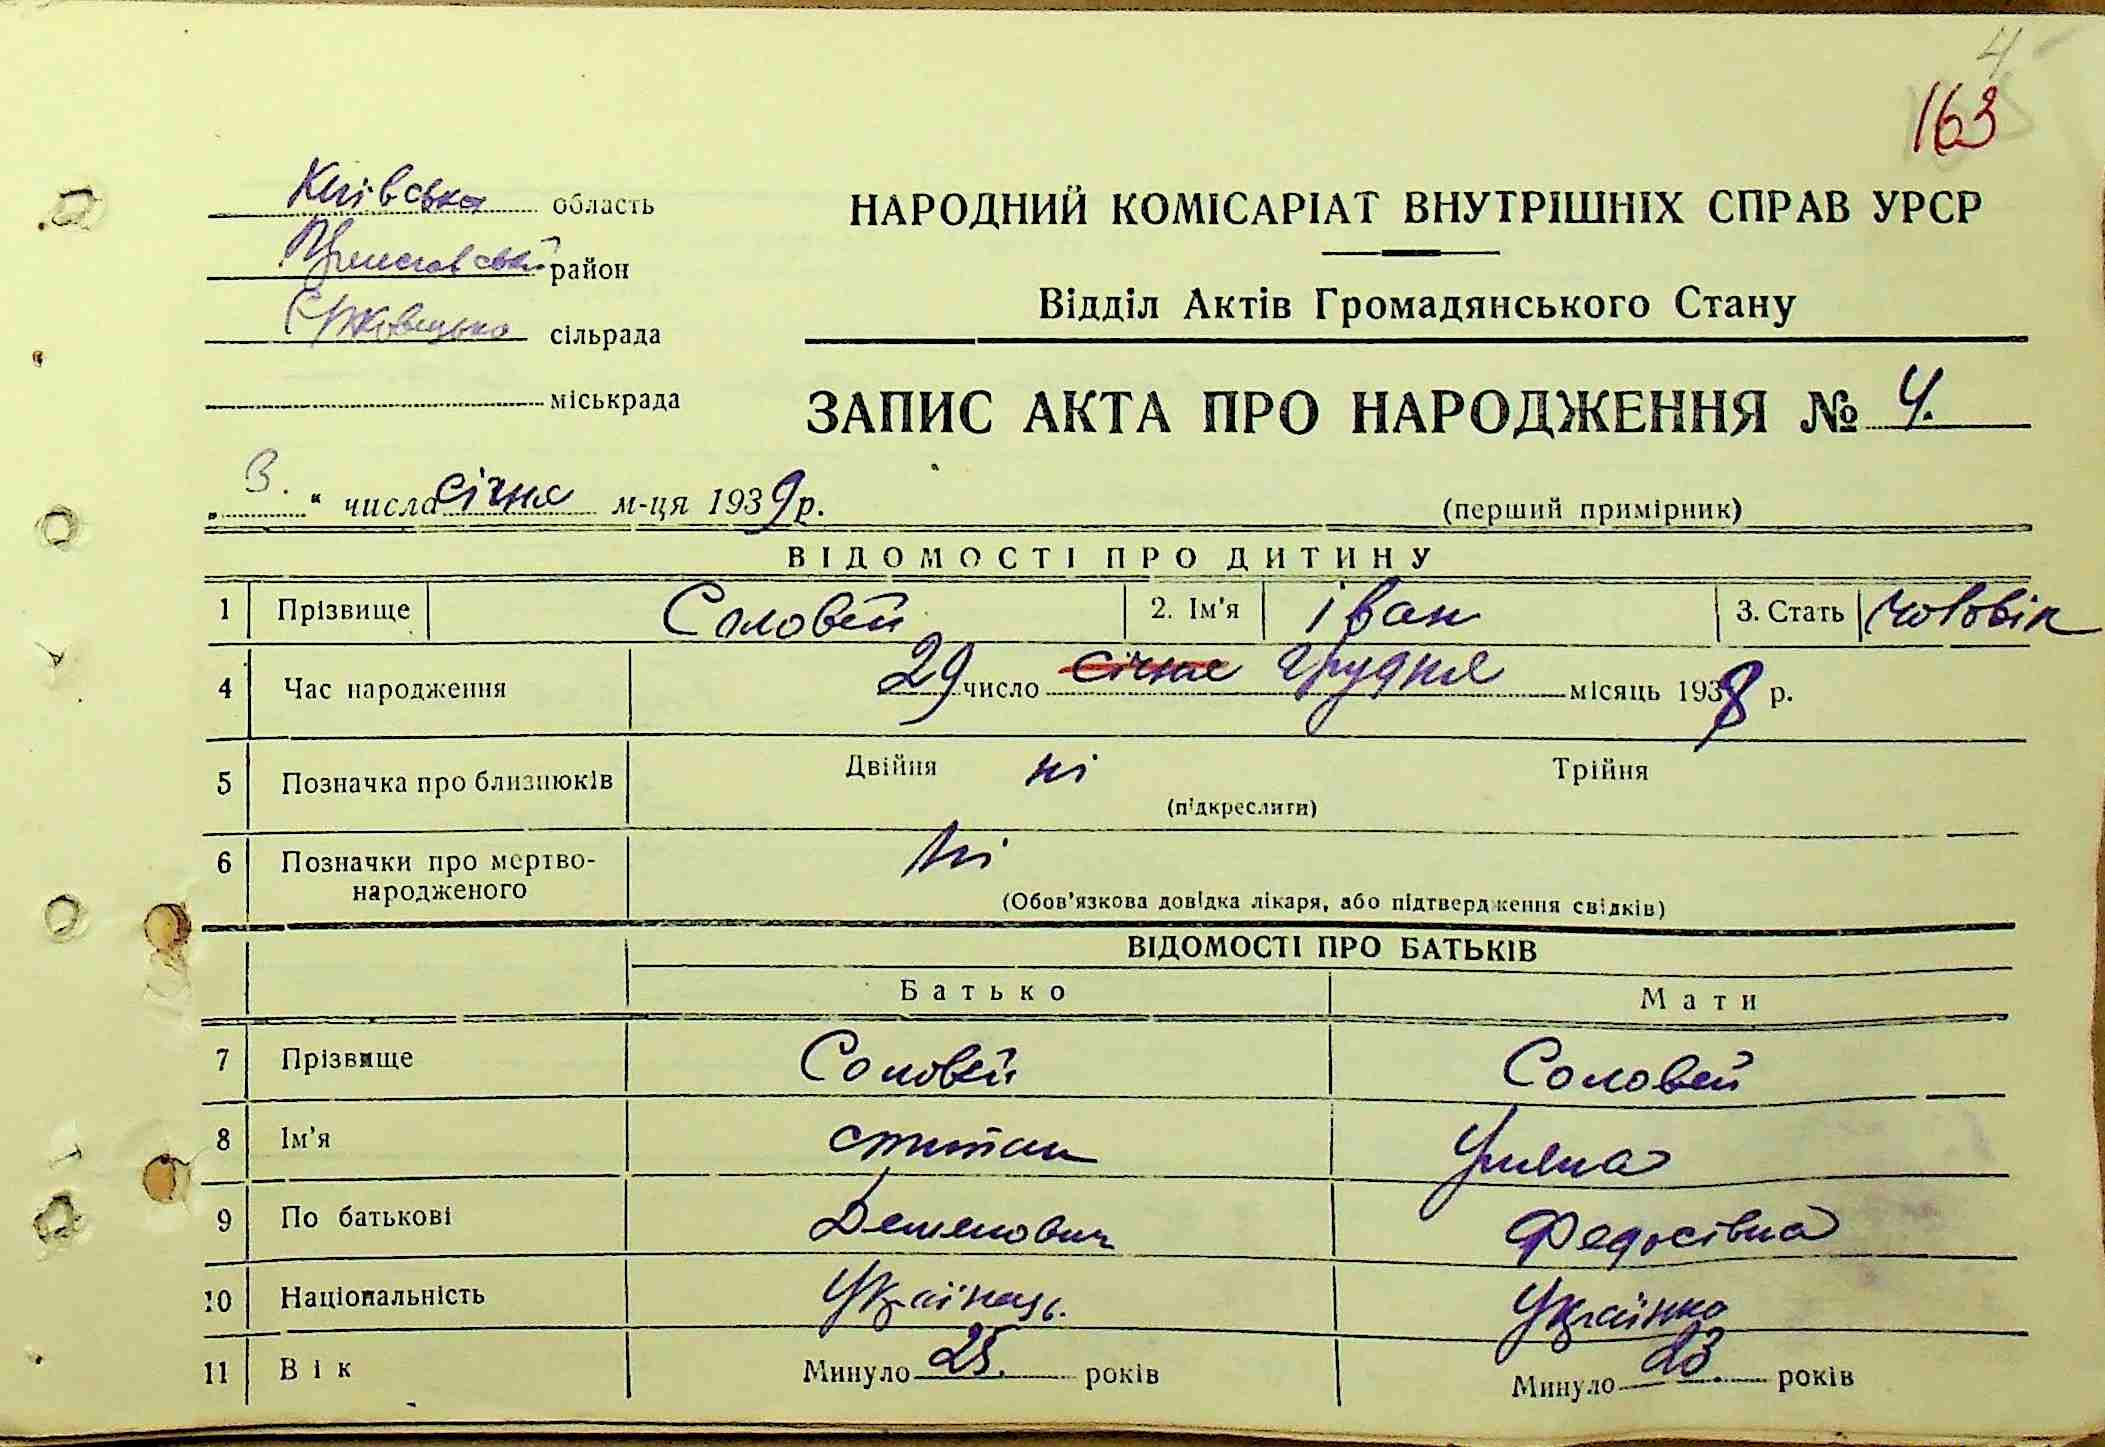 4
163
Київська область
район
сільрада
міськрада
НАРОДНИЙ КОМІСАРІАТ ВНУТРІШНІХ СПРАВ УРСР
Відділ Актів Громадянського Стану
ЗАПИС АКТА ПРО НАРОДЖЕННЯ № 4.
„3.“ числа січня м-ця 1939 р.
(перший примірник)
ВІДОМОСТІ ПРО ДИТИНУ
1 Прізвище Соловей 2. Ім'я Іван 3. Стать чоловік
4 Час народження 29 число січня грудня місяць 1938 р.
5 Позначка про близнюків Двійня ні Трійня
(підкреслити)
6 Позначки про мертво-
народженого ні
(Обов'язкова довідка лікаря, або підтвердження свідків)
ВІДОМОСТІ ПРО БАТЬКІВ
Батько Мати
7 Прізвище Соловей Соловей
8 Ім'я Степан Уляна
9 По батькові Демянович Федосівна
10 Національність Українець. Українка
11 Вік Минуло 25. років Минуло 23. років